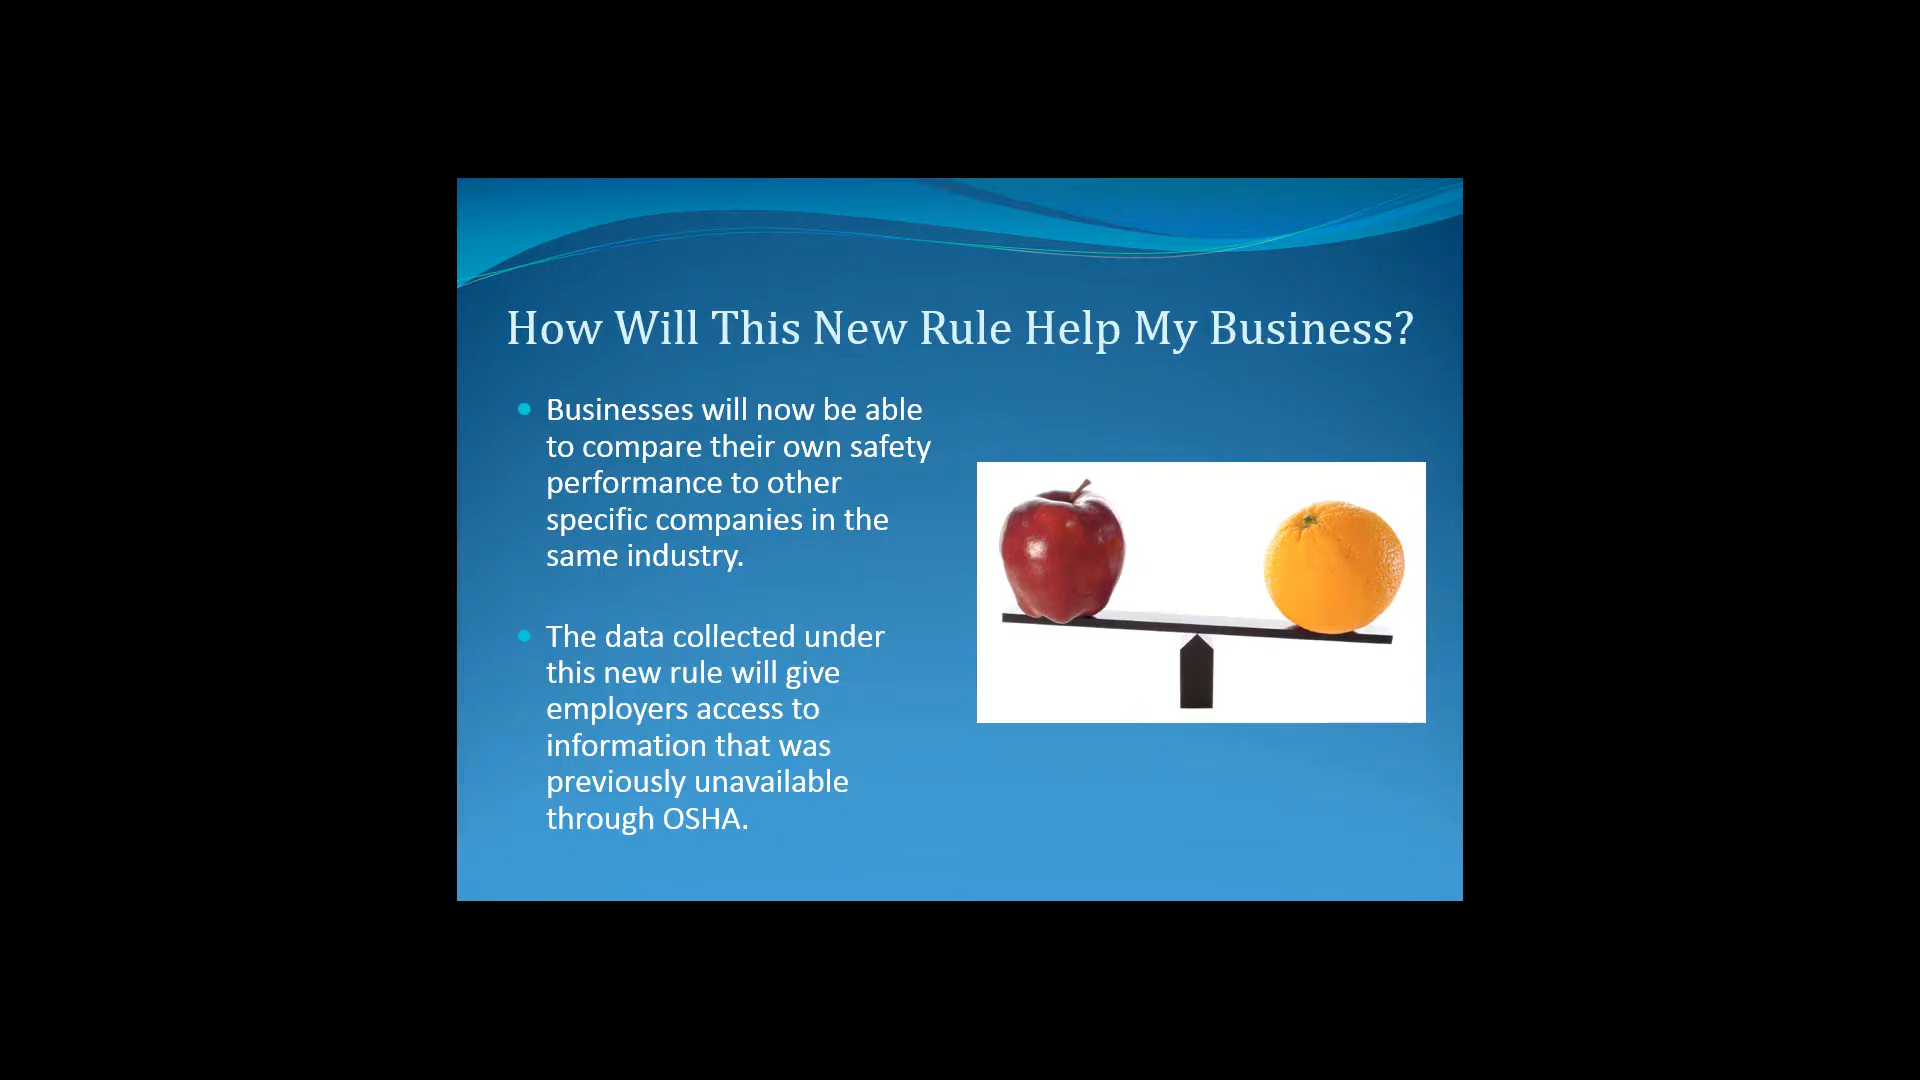 How Will This New Rule Help My Business?
Businesses will now be able
to compare their own safety
performance to other
specific companies in the
same industry.
The data collected under
this new rule will give
employers access to
information that was
previously unavailable
through OSHA.